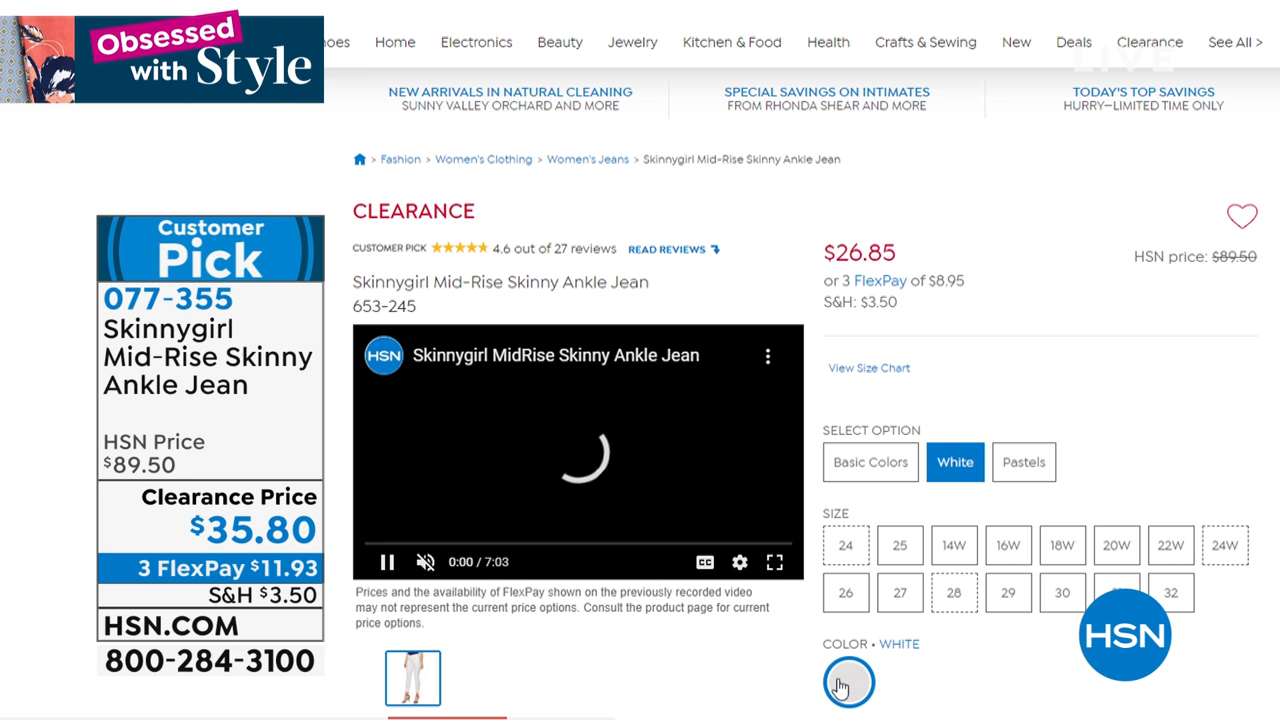 Obsessed
with Style
oes Home Electronics Beauty Jewelry Kitchen & Food Health Crafts & Sewing New Deals Clearance See All >
LIVE
NEW ARRIVALS IN NATURAL CLEANING
SUNNY VALLEY ORCHARD AND MORE
SPECIAL SAVINGS ON INTIMATES
FROM RHONDA SHEAR AND MORE
TODAY'S TOP SAVINGS
HURRY–LIMITED TIME ONLY
> Fashion > Women's Clothing > Women's Jeans > Skinnygirl Mid-Rise Skinny Ankle Jean
Customer
Pick
077-355
Skinnygirl
Mid-Rise Skinny
Ankle Jean
HSN Price
$89.50
Clearance Price
$35.80
3 FlexPay $11.93
S&H $3.50
HSN.COM
800-284-3100
CLEARANCE
CUSTOMER PICK 4.6 out of 27 reviews READ REVIEWS
Skinnygirl Mid-Rise Skinny Ankle Jean
653-245
HSN Skinnygirl MidRise Skinny Ankle Jean
0:00 / 7:03
CC
Prices and the availability of FlexPay shown on the previously recorded video
may not represent the current price options. Consult the product page for current
price options.
$26.85 HSN price: $89.50
or 3 FlexPay of $8.95
S&H: $3.50
View Size Chart
SELECT OPTION
Basic Colors White Pastels
SIZE
24 25 14W 16W 18W 20W 22W 24W
26 27 28 29 30 32
COLOR • WHITE
HSN